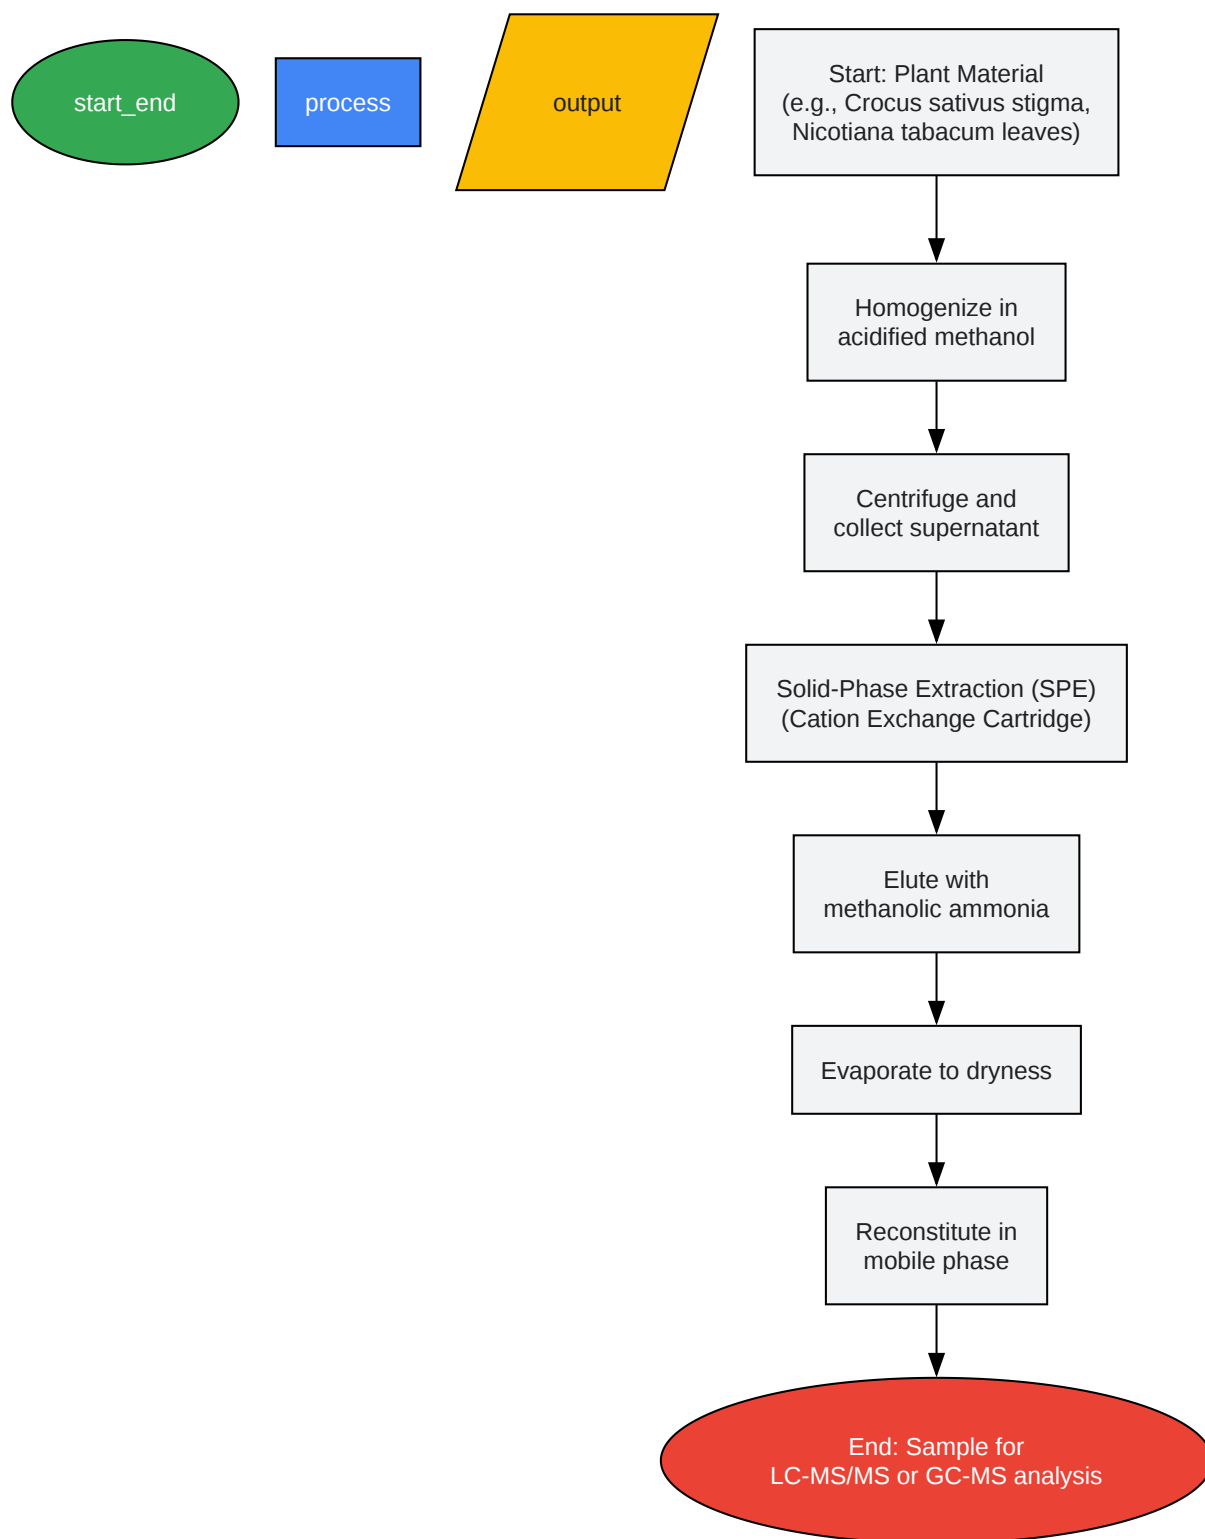 start_end
process
output
Start: Plant Material
(e.g., Crocus sativus stigma,
Nicotiana tabacum leaves)
Homogenize in
acidified methanol
Centrifuge and
collect supernatant
Solid-Phase Extraction (SPE)
(Cation Exchange Cartridge)
Elute with
methanolic ammonia
Evaporate to dryness
Reconstitute in
mobile phase
End: Sample for
LC-MS/MS or GC-MS analysis